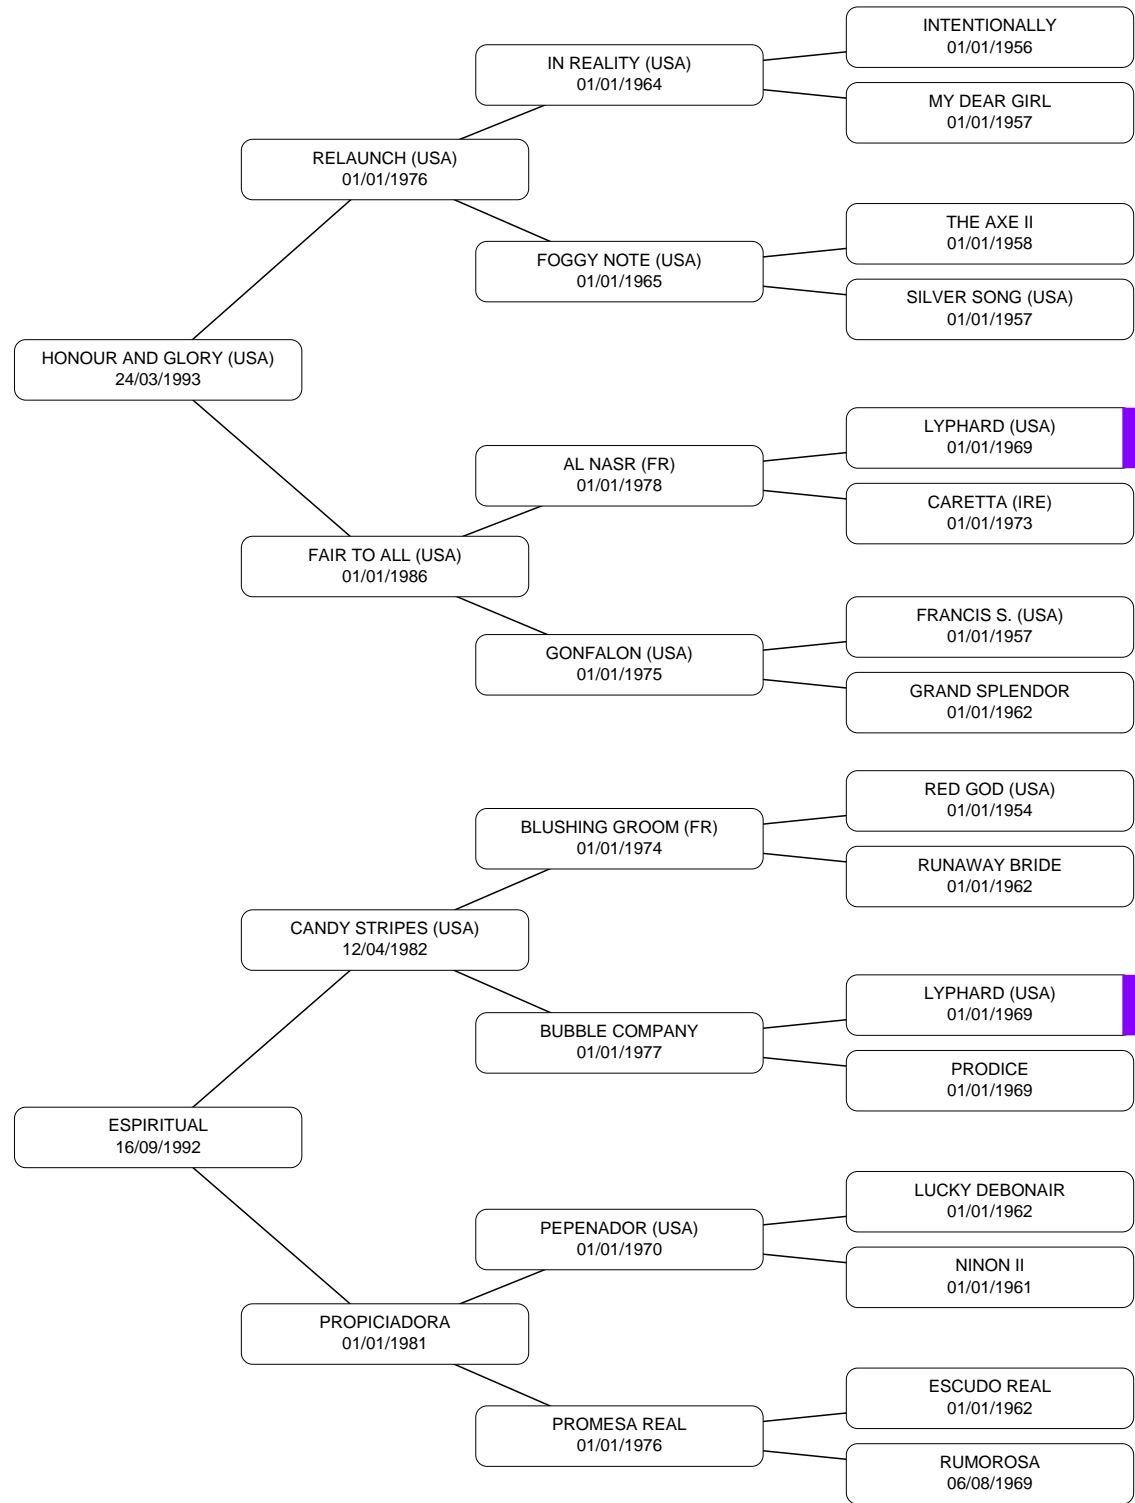 INTENTIONALLY
01/01/1956
IN REALITY (USA)
01/01/1964
MY DEAR GIRL
01/01/1957
RELAUNCH (USA)
01/01/1976
THE AXE II
01/01/1958
FOGGY NOTE (USA)
01/01/1965
SILVER SONG (USA)
01/01/1957
HONOUR AND GLORY (USA)
24/03/1993
LYPHARD (USA)
01/01/1969
AL NASR (FR)
01/01/1978
CARETTA (IRE)
01/01/1973
FAIR TO ALL (USA)
01/01/1986
FRANCIS S. (USA)
01/01/1957
GONFALON (USA)
01/01/1975
GRAND SPLENDOR
01/01/1962
RED GOD (USA)
01/01/1954
BLUSHING GROOM (FR)
01/01/1974
RUNAWAY BRIDE
01/01/1962
CANDY STRIPES (USA)
12/04/1982
LYPHARD (USA)
01/01/1969
BUBBLE COMPANY
01/01/1977
PRODICE
01/01/1969
ESPIRITUAL
16/09/1992
LUCKY DEBONAIR
01/01/1962
PEPENADOR (USA)
01/01/1970
NINON II
01/01/1961
PROPICIADORA
01/01/1981
ESCUDO REAL
01/01/1962
PROMESA REAL
01/01/1976
RUMOROSA
06/08/1969